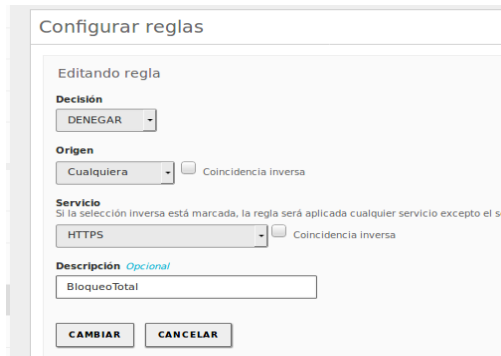 Configurar reglas
Editando regla
Decisión
DENEGAR
Origen
Cualquiera
Coincidencia inversa
Servicio
Si la selección inversa está marcada, la regla será aplicada cualquier servicio excepto el
HTTPS
Coincidencia inversa
Descripción Opcional
BloqueoTotal
CAMBIAR CANCELAR